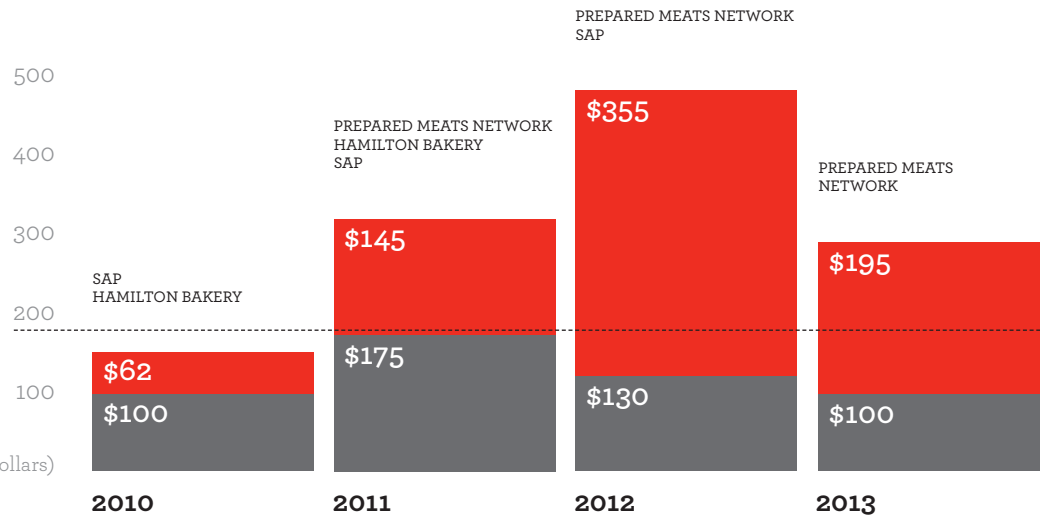 PREPARED MEATS NETWORK
SAP
500
$355
PREPARED MEATS NETWORK
HAMILTON BAKERY
SAP
400
PREPARED MEATS
NETWORK
300
$145
$195
SAP
HAMILTON BAKERY
200
$62
$175
100
$100
$130
$100
ollars)
2010
2011
2012
2013